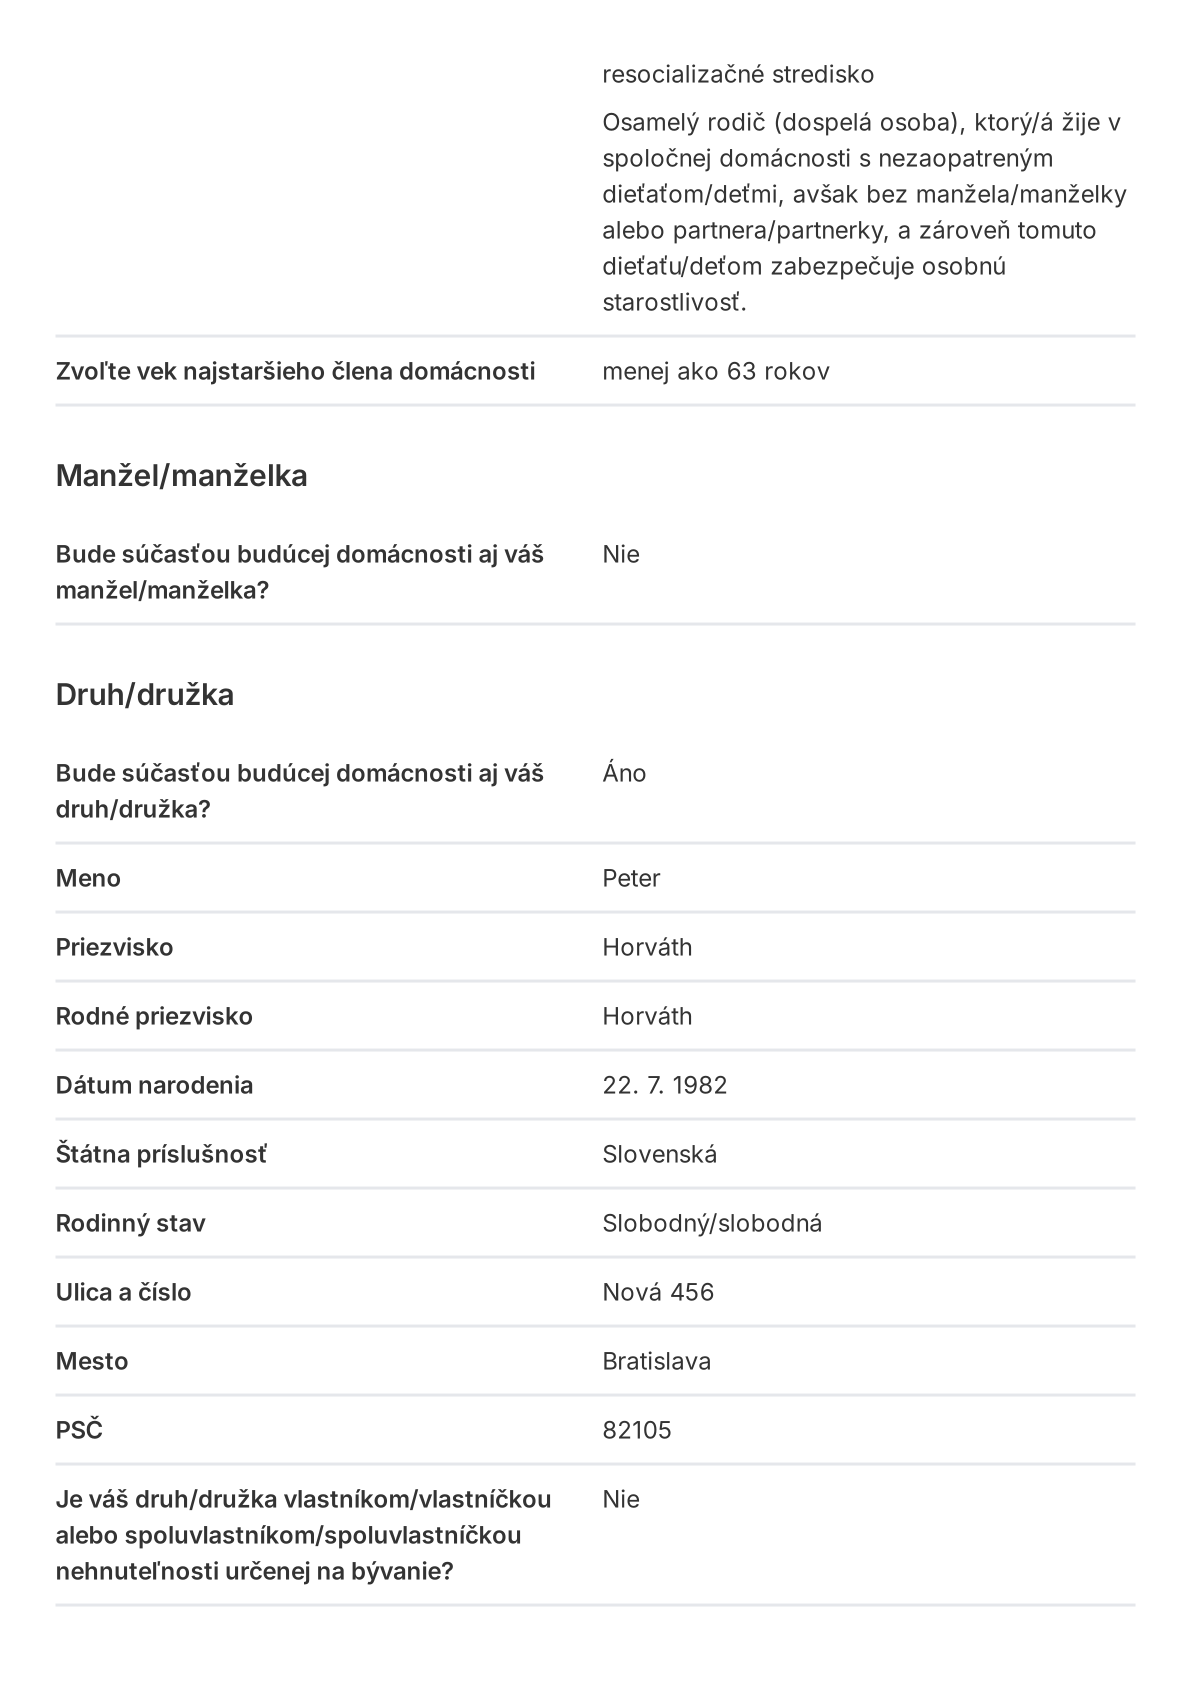 resocializačné stredisko
Osamelý rodič (dospelá osoba), ktorý/á žije v
spoločnej domácnosti s nezaopatreným
dieťaťom/deťmi, avšak bez manžela/manželky
alebo partnera/partnerky, a zároveň tomuto
dieťaťu/deťom zabezpečuje osobnú
starostlivosť.
Zvoľte vek najstaršieho člena domácnosti
menej ako 63 rokov
Manžel/manželka
Bude súčasťou budúcej domácnosti aj váš
manžel/manželka?
Nie
Druh/družka
Bude súčasťou budúcej domácnosti aj váš
druh/družka?
Áno
Meno
Peter
Priezvisko
Horváth
Rodné priezvisko
Horváth
Dátum narodenia
22. 7. 1982
Štátna príslušnosť
Slovenská
Rodinný stav
Slobodný/slobodná
Ulica a číslo
Nová 456
Mesto
Bratislava
PSČ
82105
Je váš druh/družka vlastníkom/vlastníčkou
alebo spoluvlastníkom/spoluvlastníčkou
nehnuteľnosti určenej na bývanie?
Nie